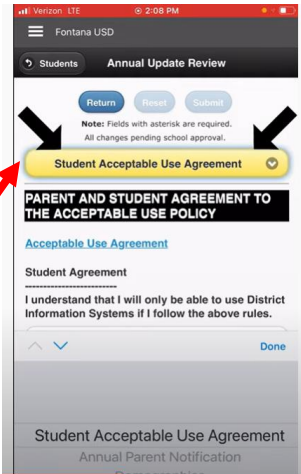 Verizon LTE 2:08 PM
Fontana USD
Students Annual Update Review
Return Reset Submit
Note: Fields with asterisk are required.
All changes pending school approval.
Student Acceptable Use Agreement
PARENT AND STUDENT AGREEMENT TO
THE ACCEPTABLE USE POLICY
Acceptable Use Agreement
Student Agreement
-------------------------
I understand that I will only be able to use District
Information Systems if I follow the above rules.
Done
Student Acceptable Use Agreement
Annual Parent Notification